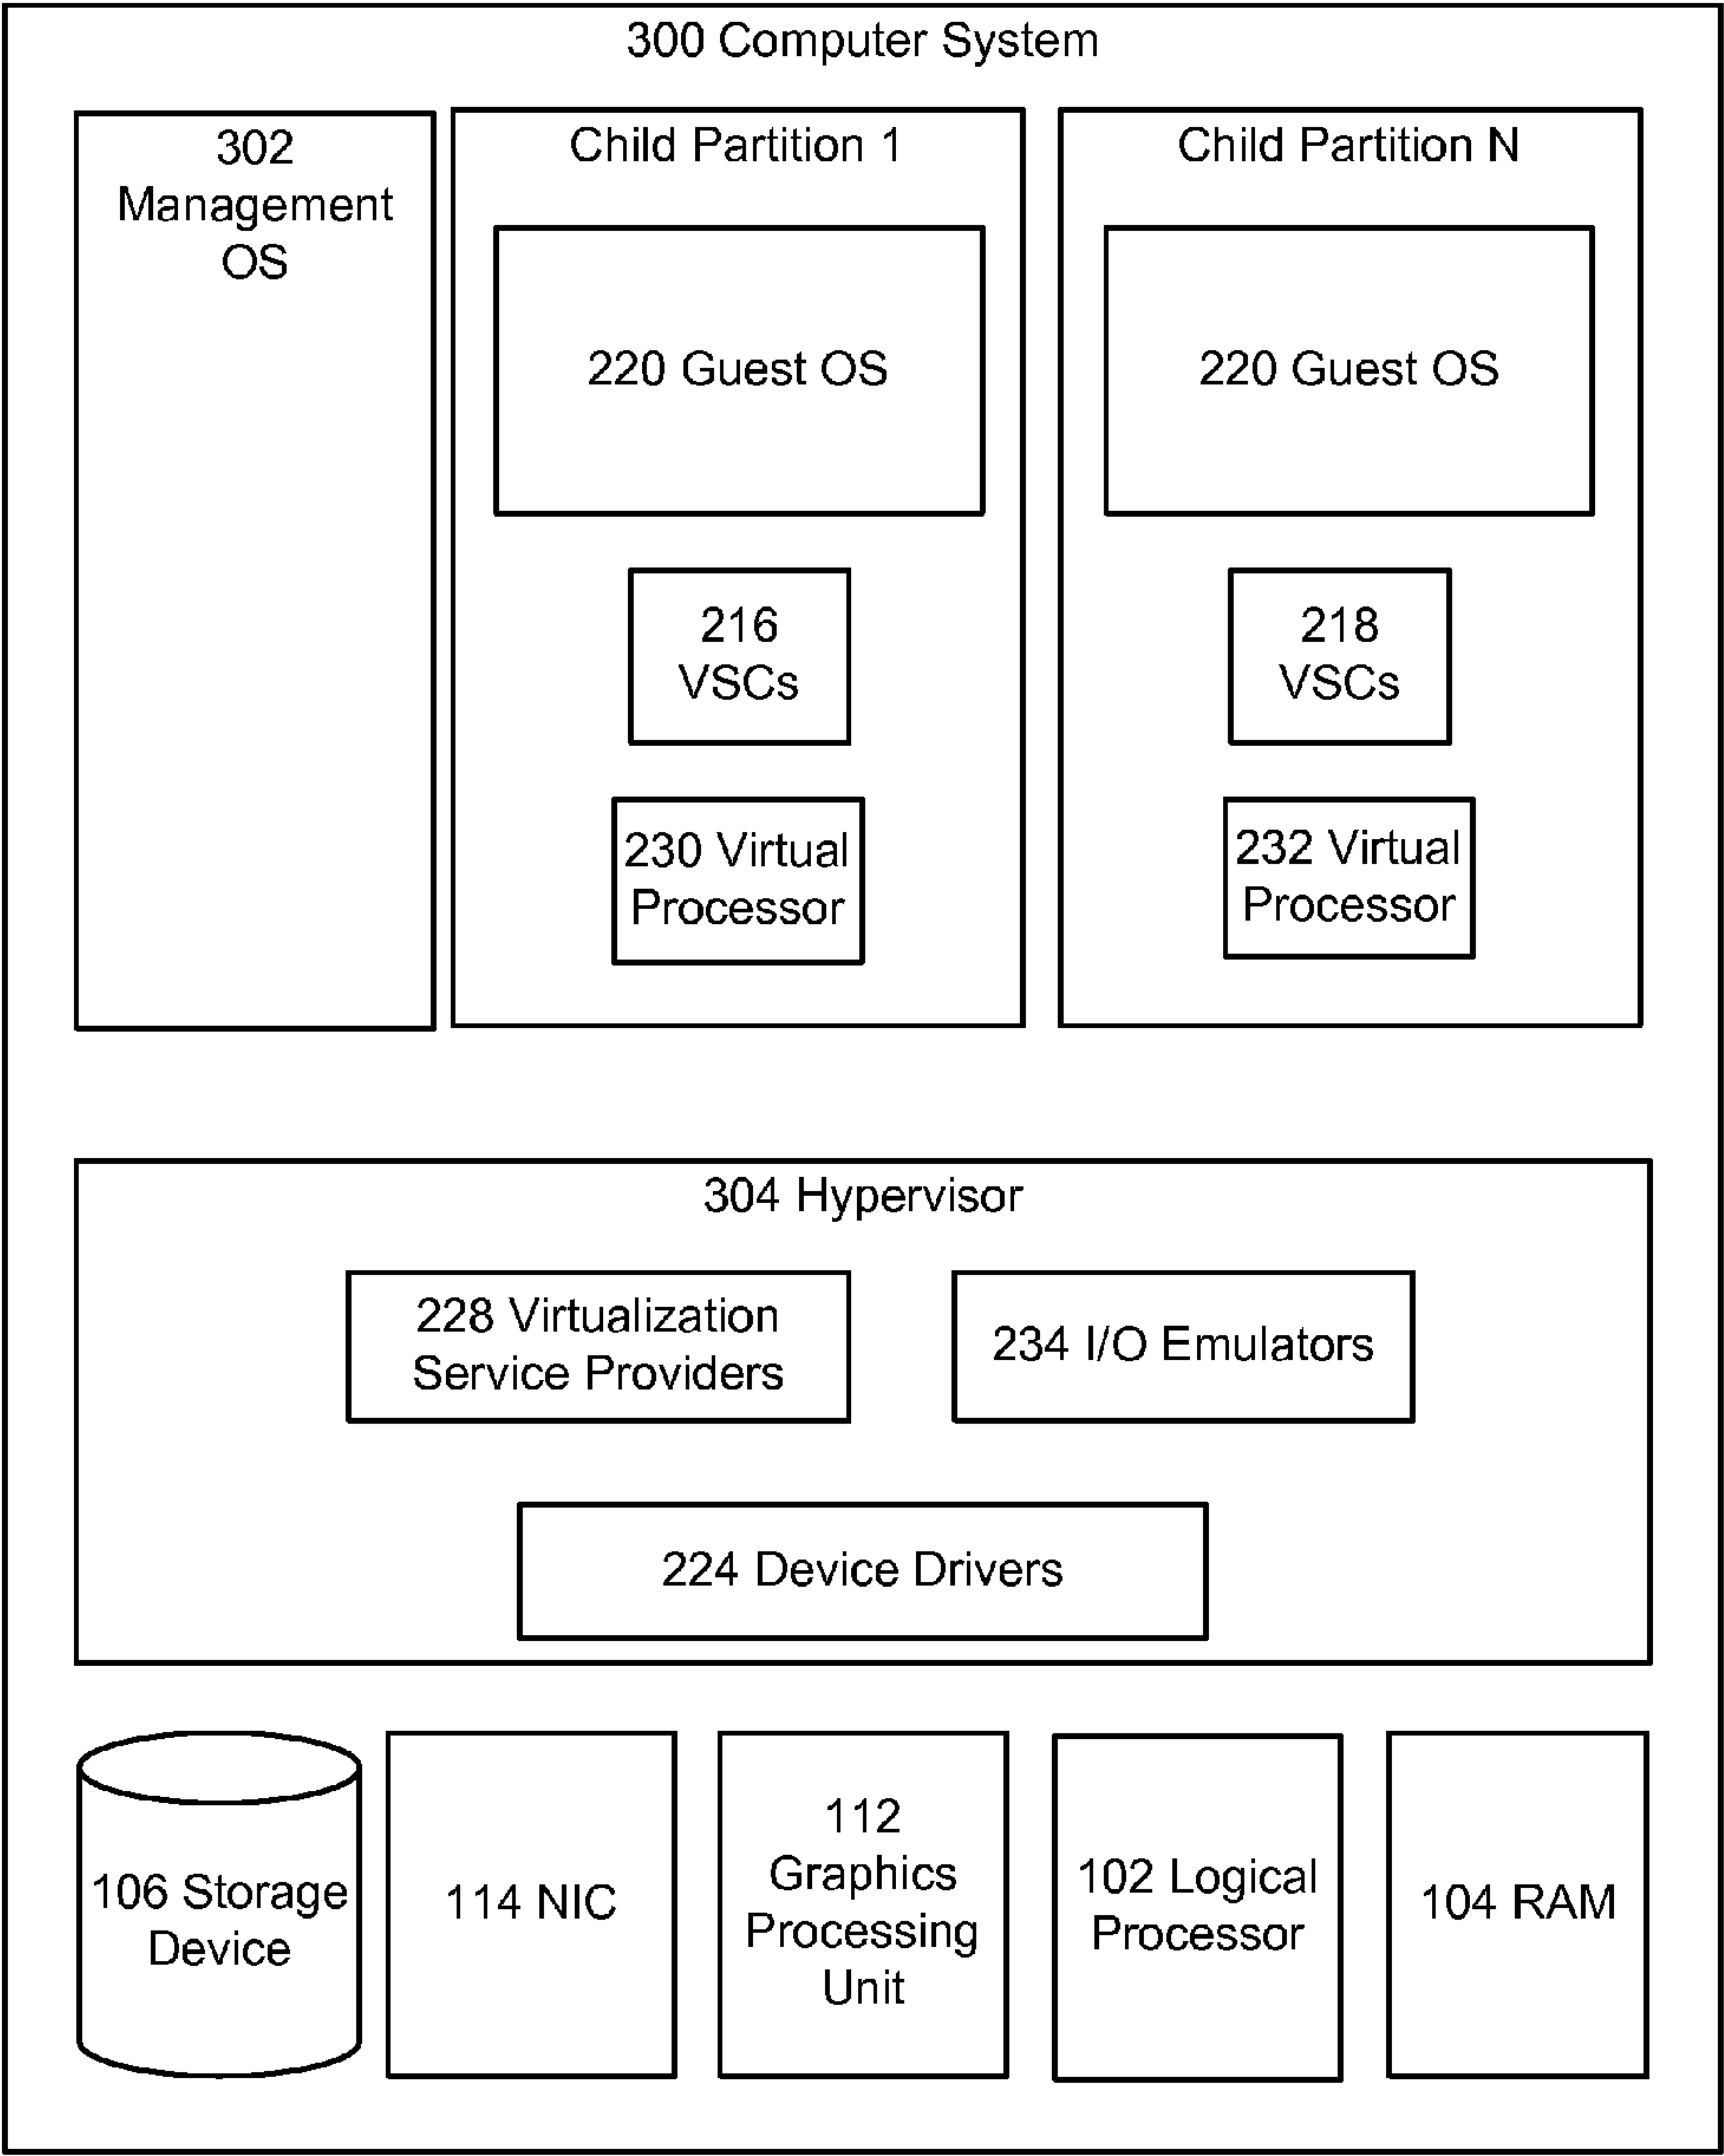 300 Computer System
302
Management
OS
Child Partition 1
220 Guest OS
216
VSCs
230 Virtual
Processor
Child Partition N
220 Guest OS
218
VSCs
232 Virtual
Processor
304 Hypervisor
228 Virtualization
Service Providers
234 I/O Emulators
224 Device Drivers
106 Storage
Device
114 NIC
112
Graphics
Processing
Unit
102 Logical
Processor
104 RAM